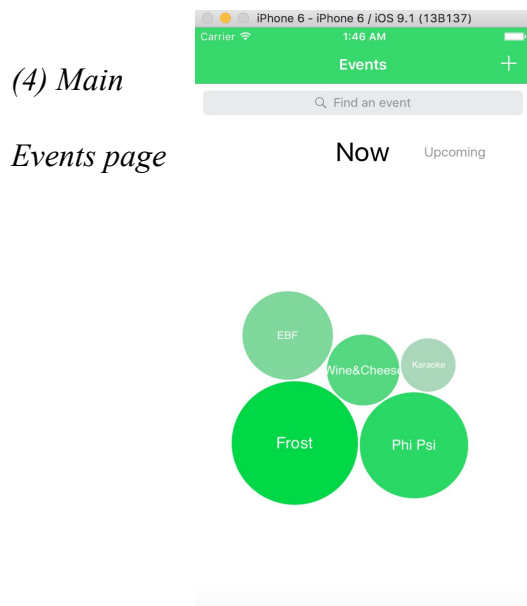 iPhone 6 - iPhone 6 / iOS 9.1 (13B137)
Carrier 1:46 AM
Events +
(4) Main
Find an event
Events page
Now Upcoming
EBF
Wine&Cheese
Karaoke
Frost
Phi Psi